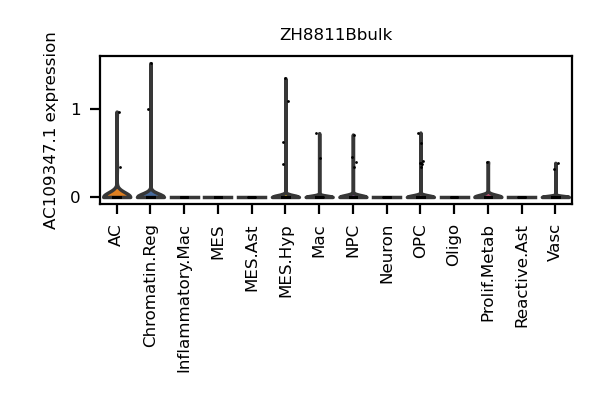 ZH8811Bbulk
AC109347.1 expression
1
0
AC
Chromatin.Reg
Inflammatory.Mac
MES
MES.Ast
MES.Hyp
Mac
NPC
Neuron
OPC
Oligo
Prolif.Metab
Reactive.Ast
Vasc